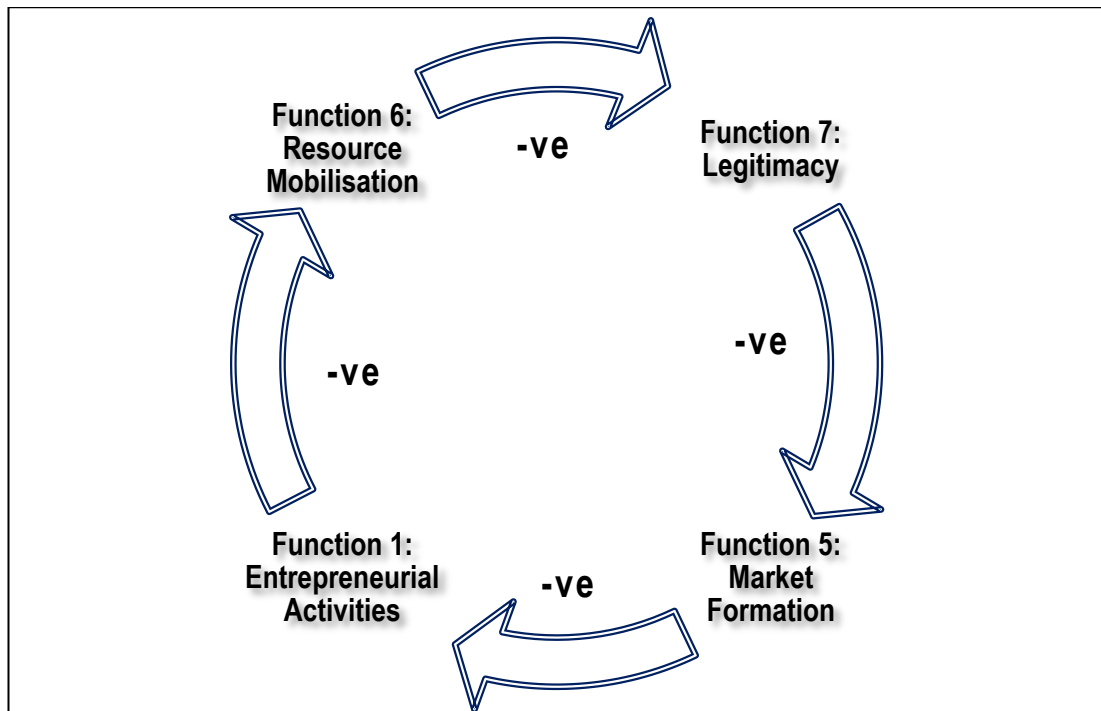 Function 6:
Resource
Mobilisation
-ve
Function 7:
Legitimacy
-ve
-ve
Function 1:
Entrepreneurial
Activities
-ve
Function 5:
Market
Formation